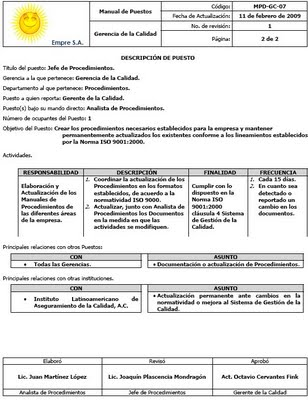 Empre S.A.
Manual de Puestos
Gerencia de la Calidad
Código: MPD-GC-07
Fecha de Actualización: 11 de febrero de 2009
No. de revisión: 1
Página: 2 de 2
DESCRIPCIÓN DE PUESTO
Título del puesto: Jefe de Procedimientos.
Gerencia a la que pertenece: Gerencia de la Calidad.
Departamento al que pertenece: Procedimientos.
Puesto a quien reporta: Gerente de la Calidad.
Puesto(s) bajo su mando directo: Analista de Procedimientos.
Número de ocupantes del Puesto: 1
Objetivo del Puesto: Crear los procedimientos necesarios establecidos para la empresa y mantener
permanentemente actualizados los existentes conforme a los lineamientos establecidos
por la Norma ISO 9001:2000.
Actividades.
RESPONSABILIDAD
Elaboración y
Actualización de los
Manuales de
Procedimientos de
las diferentes áreas
de la empresa.
DESCRIPCIÓN
1. Coordinar la actualización de los
Procedimientos en los formatos
establecidos, de acuerdo a la
normatividad ISO 9000.
2. Actualizar, junto con Analista de
Procedimientos los Documentos
en la medida en que las
actividades se modifiquen.
FINALIDAD
Cumplir con lo
dispuesto en la
Norma ISO
9001:2000
cláusula 4 Sistema
de Gestión de la
Calidad.
FRECUENCIA
1. Cada 15 días.
2. En cuanto sea
detectado o
reportado un
cambio en los
documentos.
Principales relaciones con otros Puestos:
CON
ASUNTO
• Todas las Gerencias.
• Documentación o actualización de Procedimientos.
Principales relaciones con otras instituciones.
CON
ASUNTO
• Instituto Latinoamericano de
Aseguramiento de la Calidad, A.C.
• Actualización permanente ante cambios en la
normatividad o mejora al Sistema de Gestión de la
Calidad.
Elaboró
Revisó
Aprobó
Lic. Juan Martínez López
Lic. Joaquín Plascencia Mondragón
Act. Octavio Cervantes Fink
Analista de Procedimientos
Jefe de Procedimientos
Gerente de la Calidad